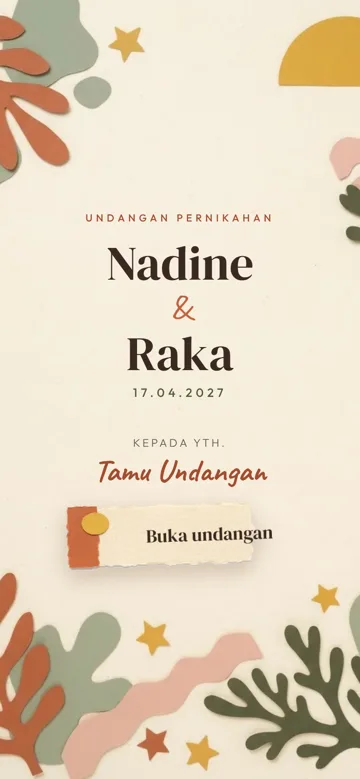 UNDANGAN PERNIKAHAN
Nadine
&
Raka
17.04.2027
KEPADA YTH.
Tamu Undangan
Buka undangan